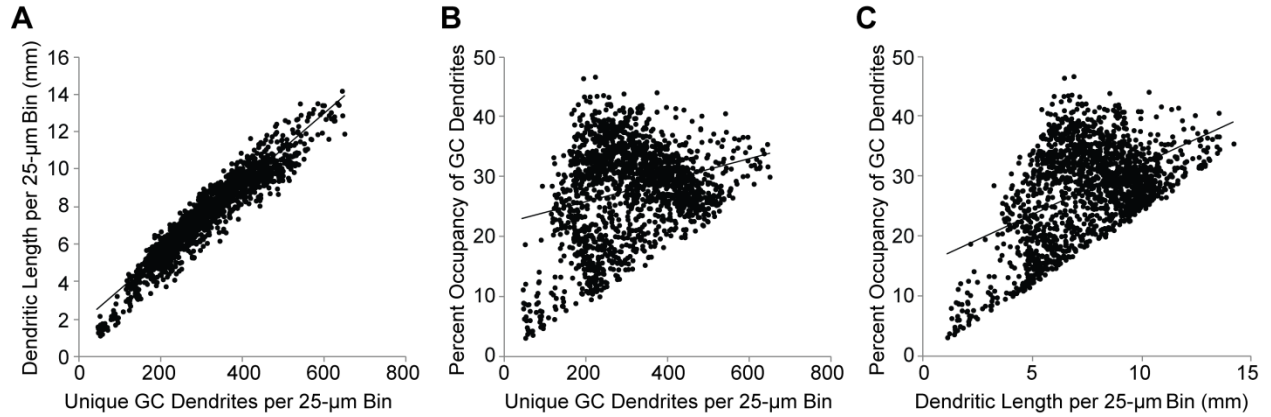 A
Dendritic Length per 25-μm Bin (mm)
16
14
12
10
8
6
4
2
0
0 200 400 600 800
Unique GC Dendrites per 25-μm Bin
B
Percent Occupancy of GC Dendrites
50
40
30
20
10
0
0 200 400 600 800
Unique GC Dendrites per 25-μm Bin
C
Percent Occupancy of GC Dendrites
50
40
30
20
10
0
0 5 10 15
Dendritic Length per 25-μm Bin (mm)